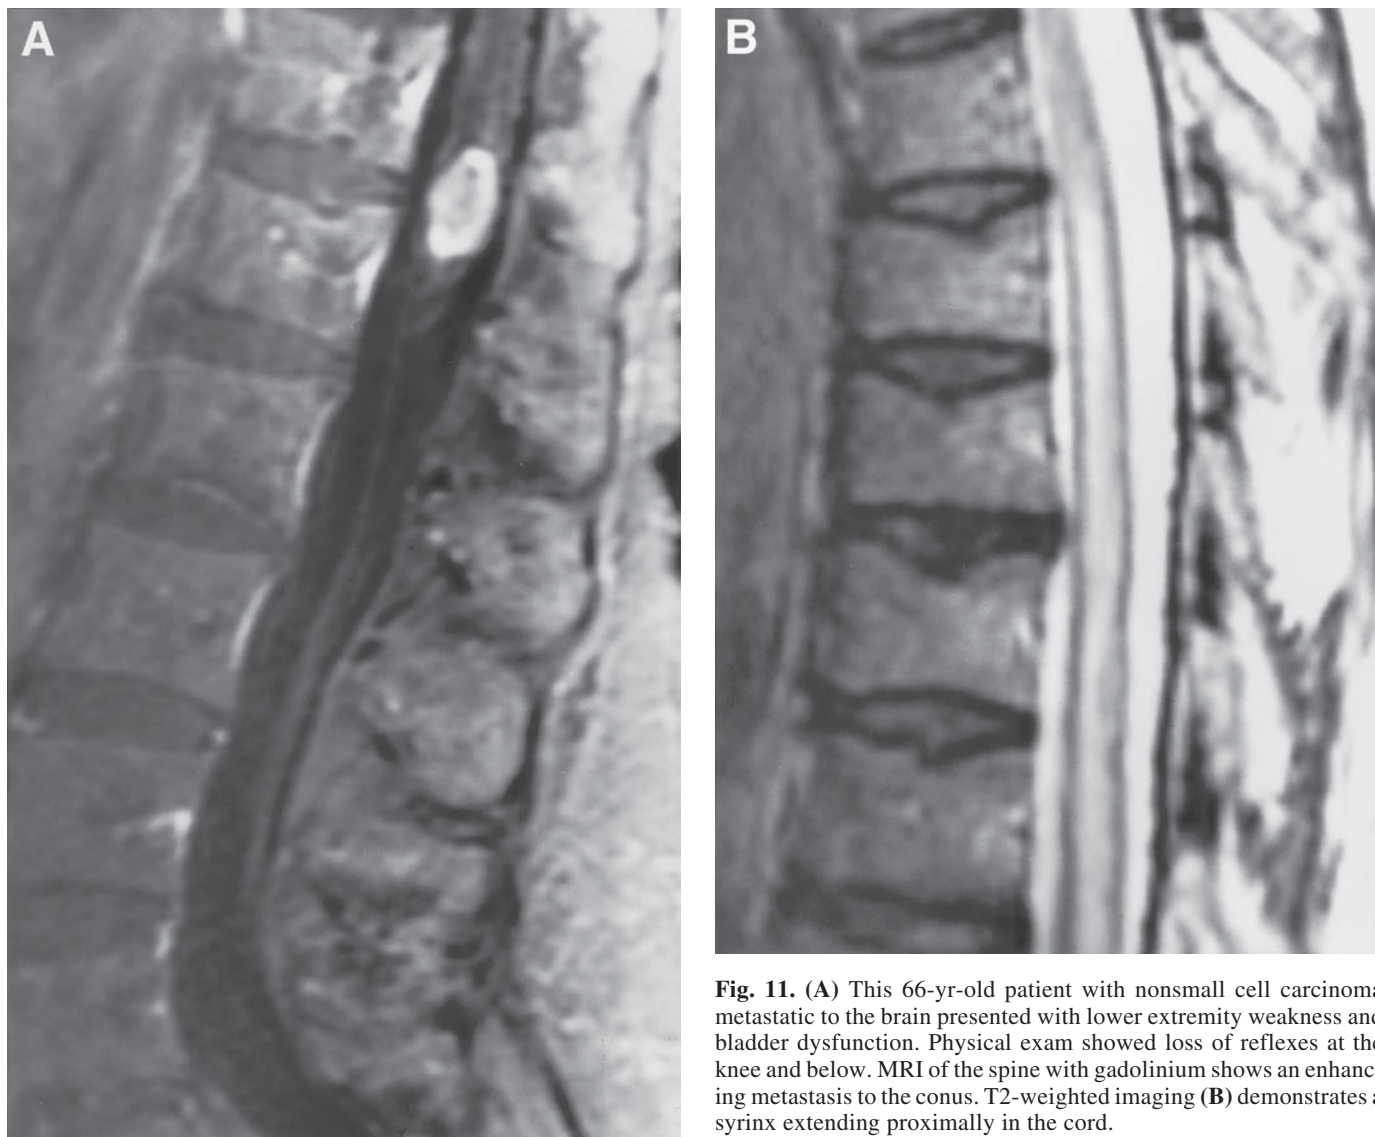 A
B
Fig. 11. (A) This 66-yr-old patient with nonsmall cell carcinoma
metastatic to the brain presented with lower extremity weakness and
bladder dysfunction. Physical exam showed loss of reflexes at the
knee and below. MRI of the spine with gadolinium shows an enhanc-
ing metastasis to the conus. T2-weighted imaging (B) demonstrates a
syrinx extending proximally in the cord.